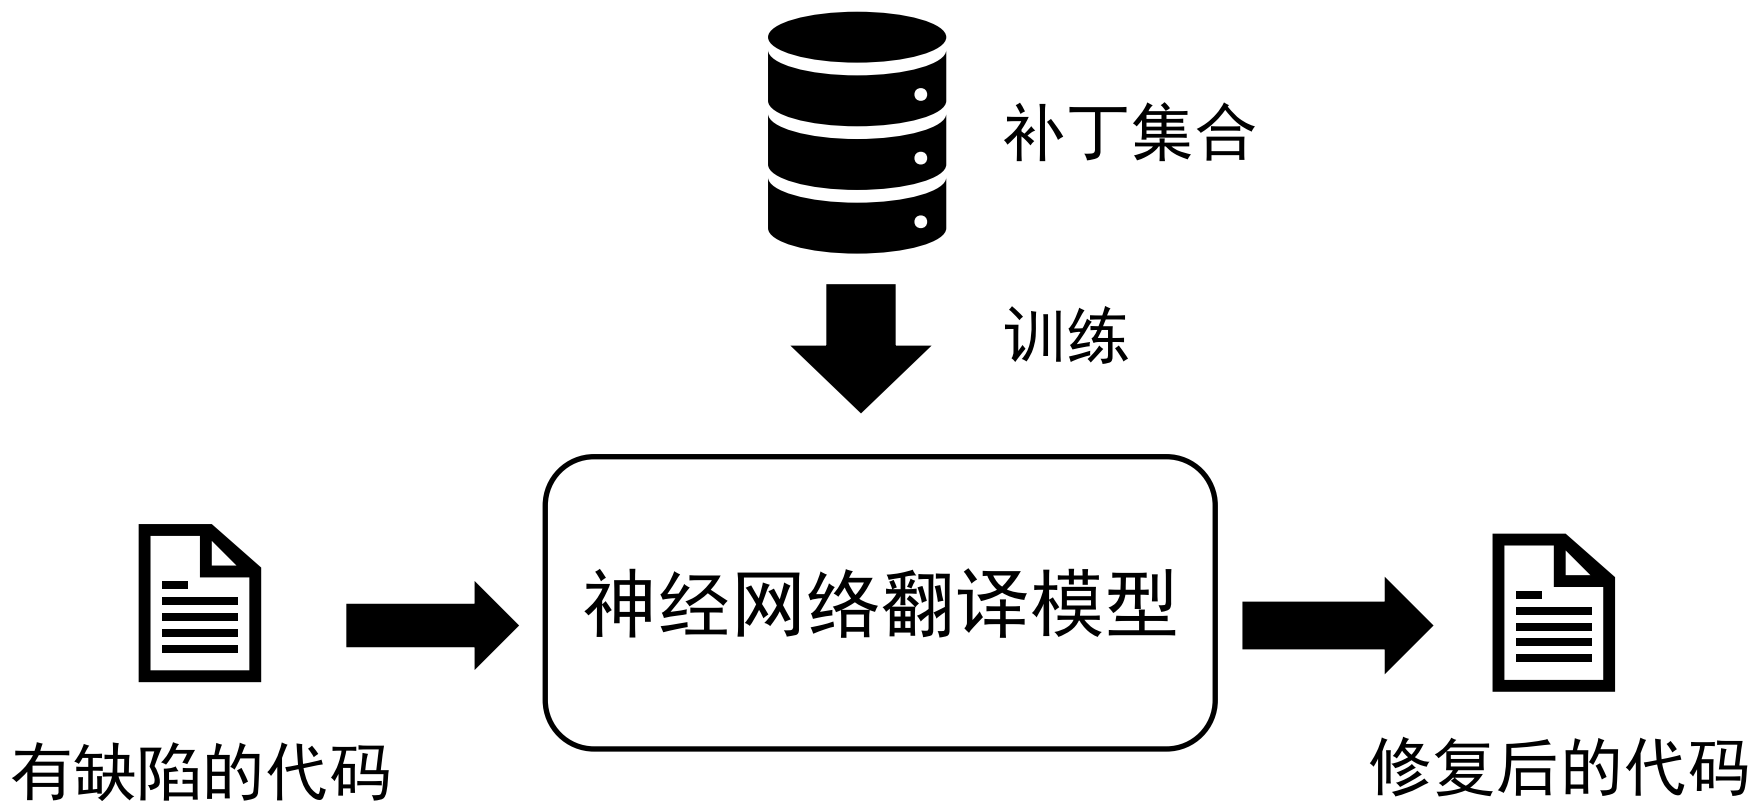 补丁集合
训练
神经网络翻译模型
有缺陷的代码
修复后的代码